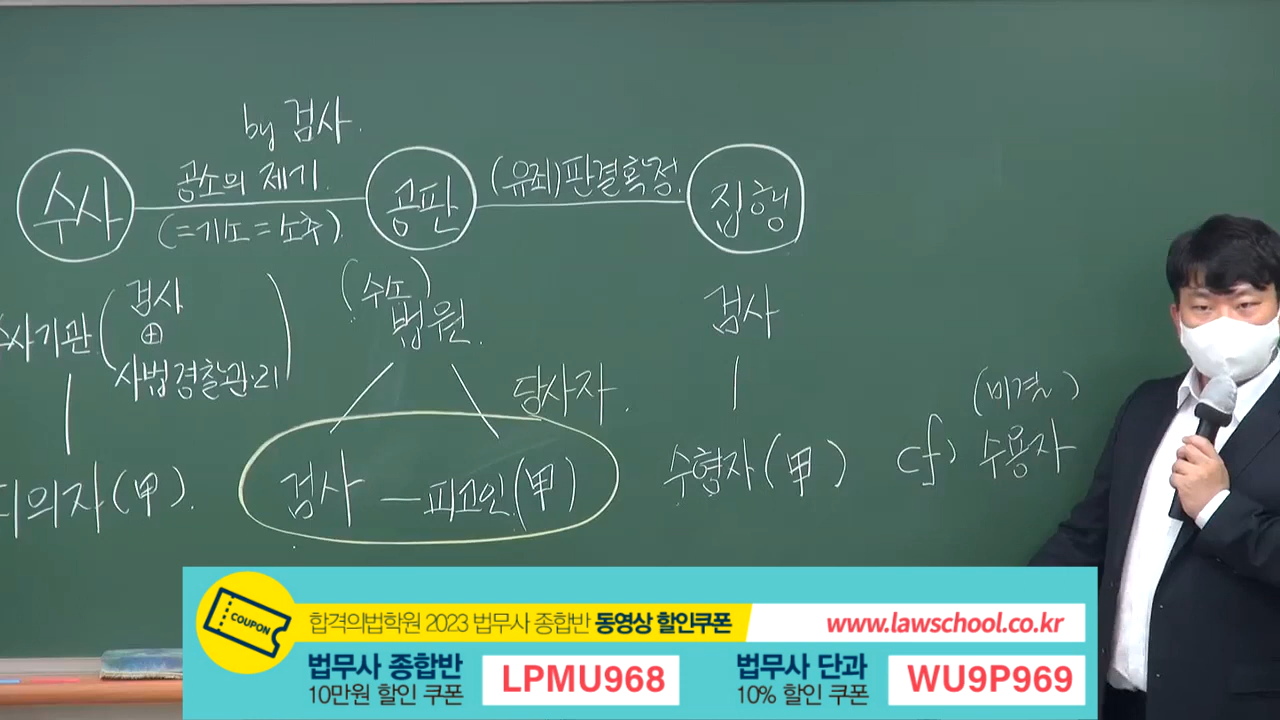 by 검사.
수사
공소의 제기.
(=기소=소추).
공판
(유죄)판결확정.
집행
수사기관
(검사
⊕
사법경찰관·리)
(수소)
법원.
검사
당사자.
피의자(甲).
검사 — 피고인(甲)
수형자(甲)
cf)
(미결)
수용자
COUPON
합격의법학원 2023 법무사 종합반 동영상 할인쿠폰
www.lawschool.co.kr
법무사 종합반
10만원 할인 쿠폰
LPMU968
법무사 단과
10% 할인 쿠폰
WU9P969